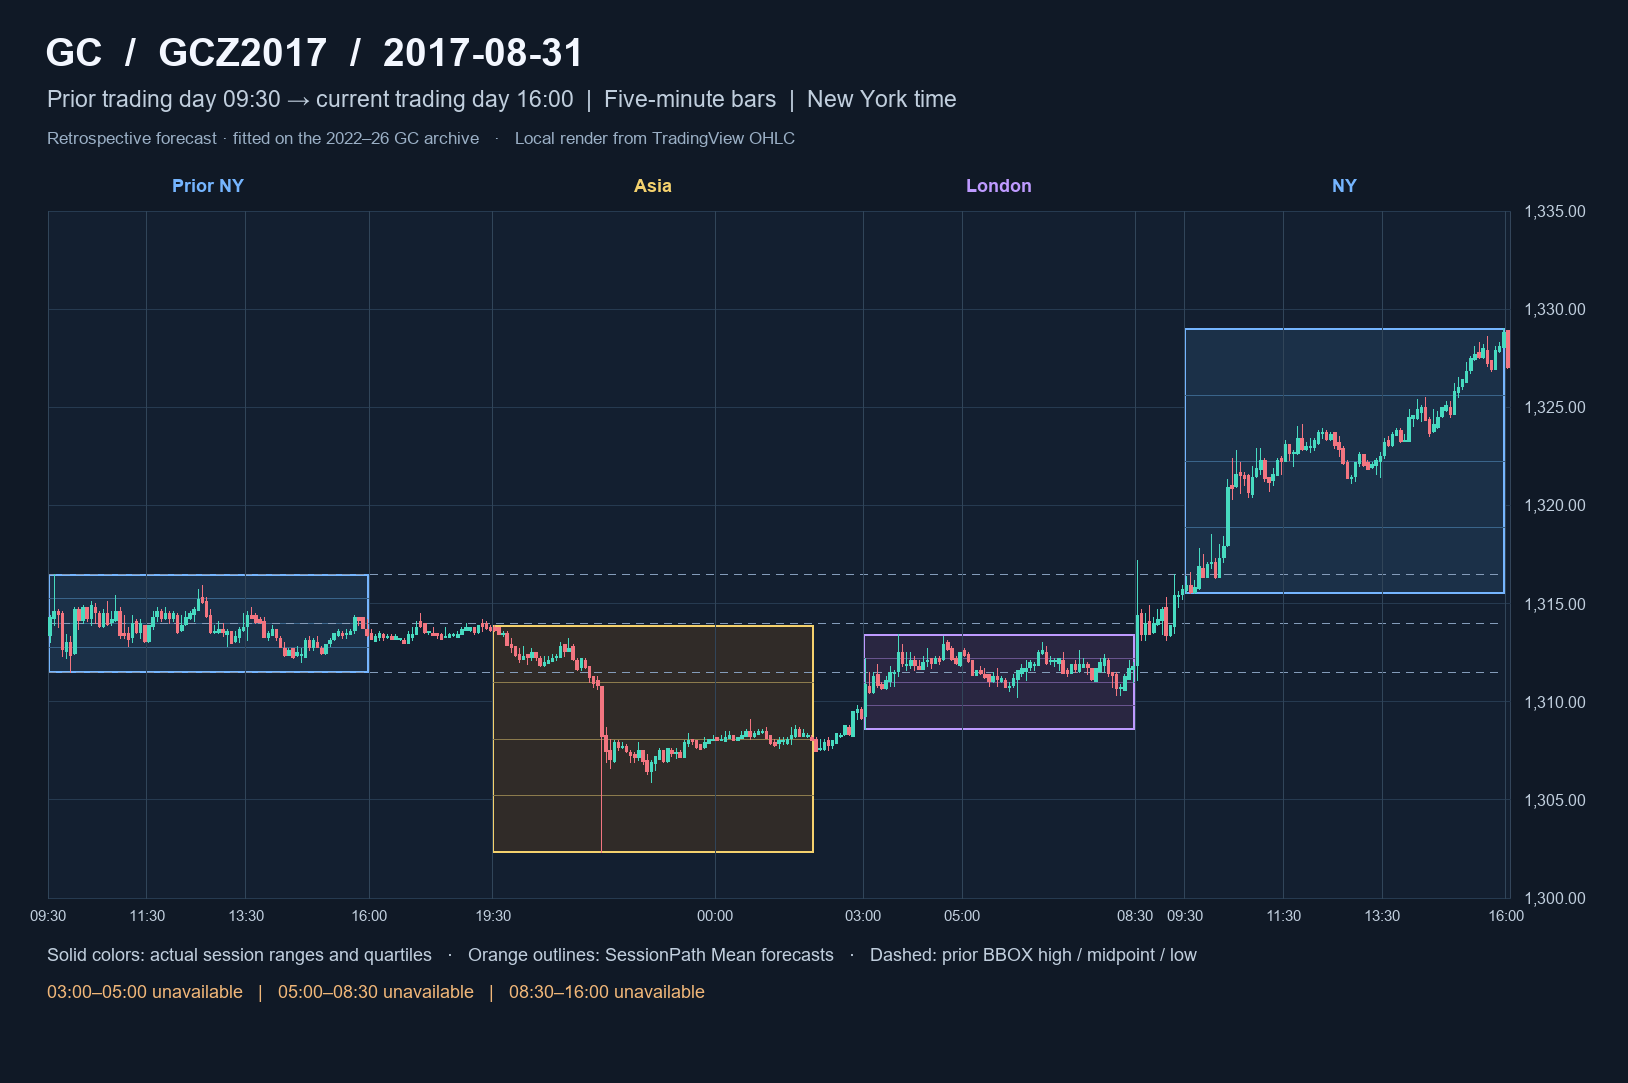 GC / GCZ2017 / 2017-08-31
Prior trading day 09:30 → current trading day 16:00 | Five-minute bars | New York time
Retrospective forecast · fitted on the 2022–26 GC archive · Local render from TradingView OHLC
Prior NY Asia London NY
1,335.00
1,330.00
1,325.00
1,320.00
1,315.00
1,310.00
1,305.00
1,300.00
09:30 11:30 13:30 16:00 19:30 00:00 03:00 05:00 08:30 09:30 11:30 13:30 16:00
Solid colors: actual session ranges and quartiles · Orange outlines: SessionPath Mean forecasts · Dashed: prior BBOX high / midpoint / low
03:00–05:00 unavailable | 05:00–08:30 unavailable | 08:30–16:00 unavailable